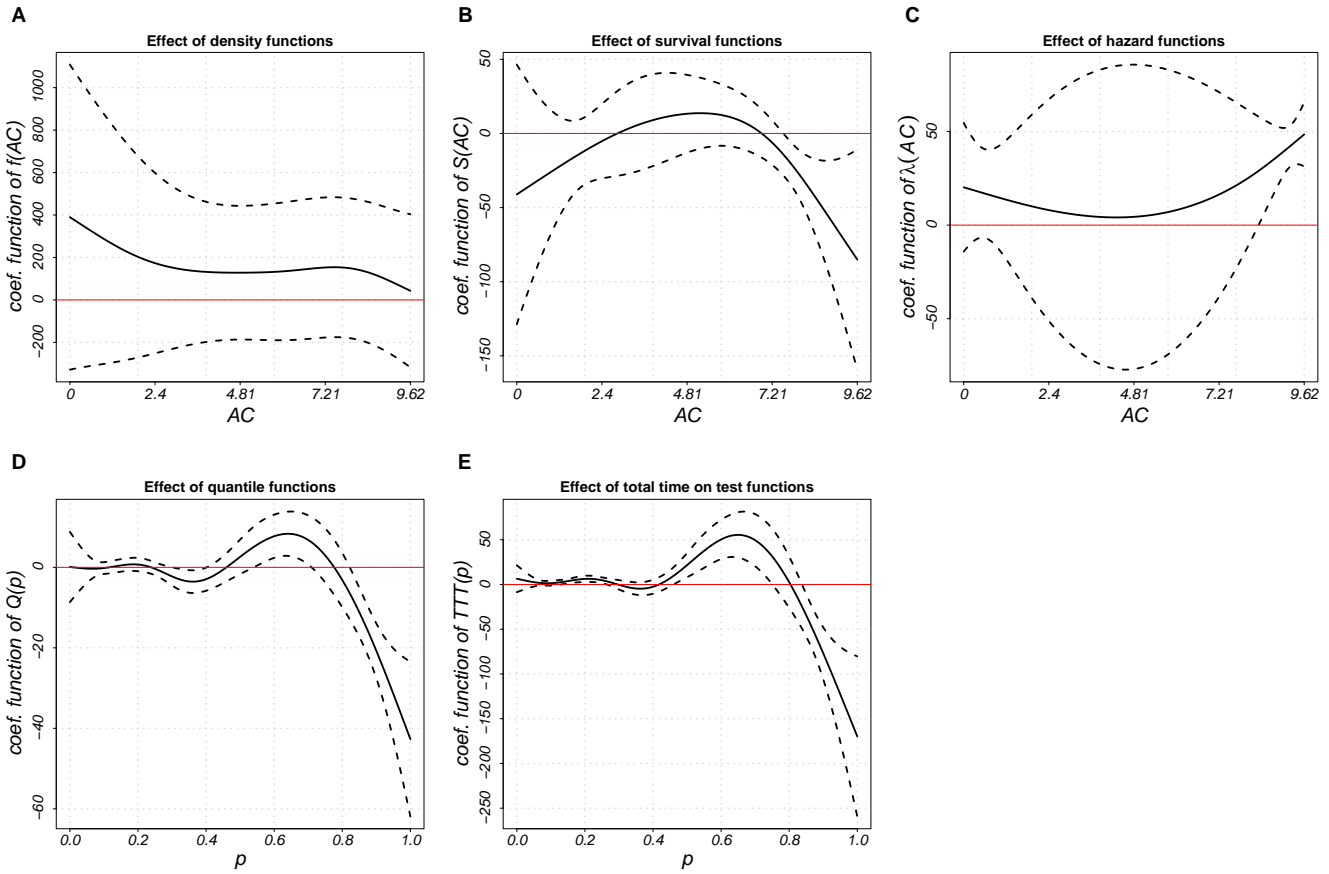 A
Effect of density functions
coef. function of f(AC)
1000
800
600
400
200
0
−200
0 2.4 4.81 7.21 9.62
AC
B
Effect of survival functions
coef. function of S(AC)
50
0
−50
−100
−150
0 2.4 4.81 7.21 9.62
AC
C
Effect of hazard functions
coef. function of λ(AC)
50
0
−50
0 2.4 4.81 7.21 9.62
AC
D
Effect of quantile functions
coef. function of Q(p)
0
−20
−40
−60
0.0 0.2 0.4 0.6 0.8 1.0
p
E
Effect of total time on test functions
coef. function of T̅T̅T̅(p)
50
0
−50
−100
−150
−200
−250
0.0 0.2 0.4 0.6 0.8 1.0
p